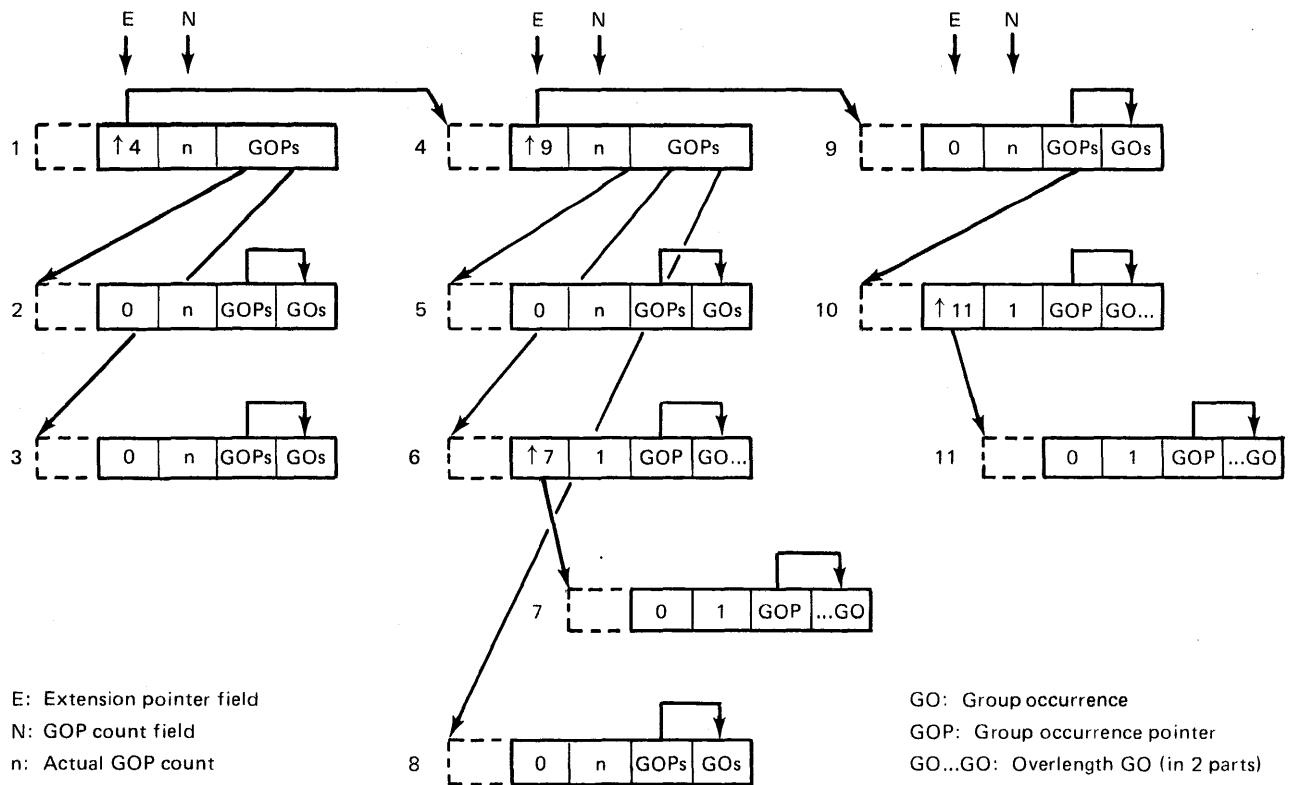 E N E N E N
1 ↑4 n GOPs 4 ↑9 n GOPs 9 0 n GOPs GOs
2 0 n GOPs GOs 5 0 n GOPs GOs 10 ↑11 1 GOP GO...
3 0 n GOPs GOs 6 ↑7 1 GOP GO... 11 0 1 GOP ...GO
7 0 1 GOP ...GO
8 0 n GOPs GOs
E: Extension pointer field
N: GOP count field
n: Actual GOP count
GO: Group occurrence
GOP: Group occurrence pointer
GO...GO: Overlength GO (in 2 parts)